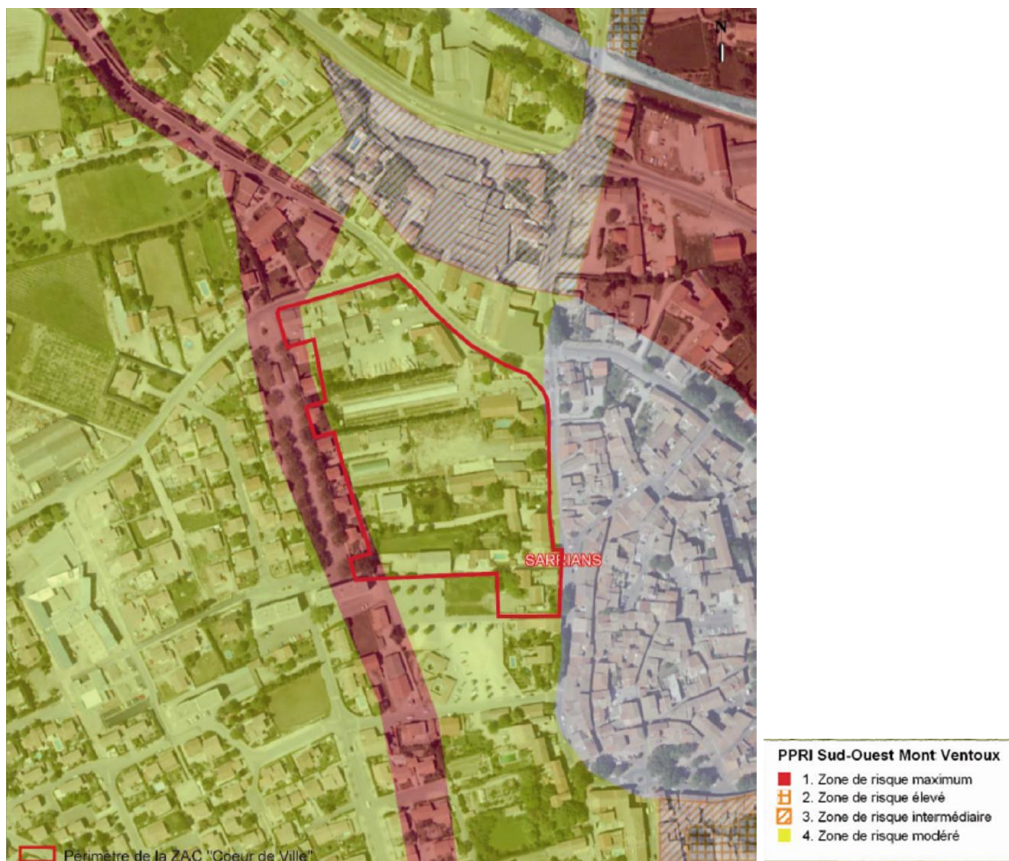 N
SARRIANS
Périmètre de la ZAC "Coeur de Ville"
PPRI Sud-Ouest Mont Ventoux
1. Zone de risque maximum
2. Zone de risque élevé
3. Zone de risque intermédiaire
4. Zone de risque modéré